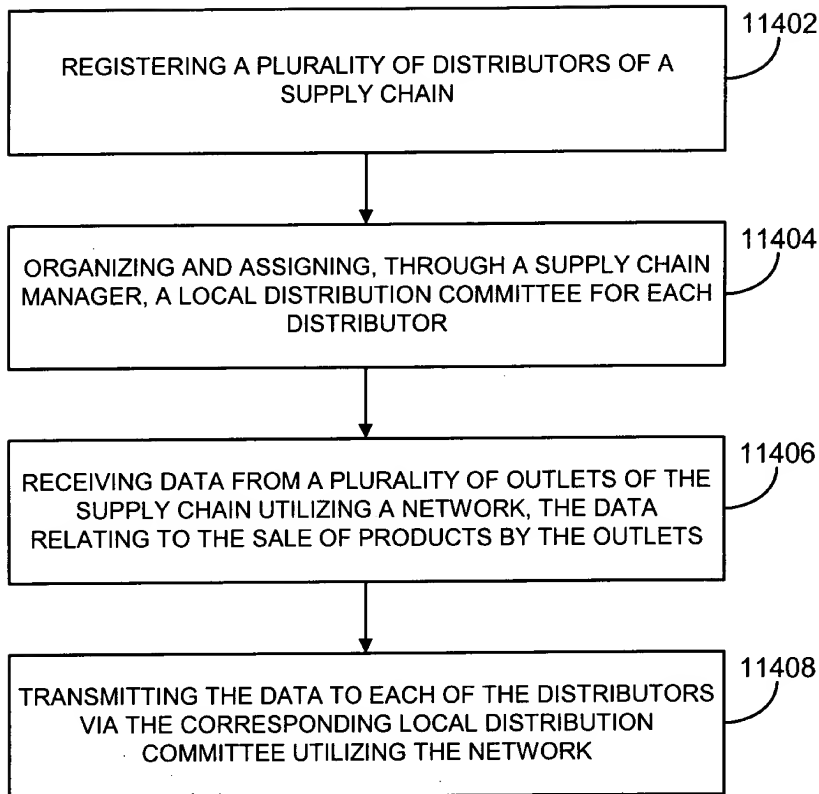 11402
REGISTERING A PLURALITY OF DISTRIBUTORS OF A
SUPPLY CHAIN
11404
ORGANIZING AND ASSIGNING, THROUGH A SUPPLY CHAIN
MANAGER, A LOCAL DISTRIBUTION COMMITTEE FOR EACH
DISTRIBUTOR
11406
RECEIVING DATA FROM A PLURALITY OF OUTLETS OF THE
SUPPLY CHAIN UTILIZING A NETWORK, THE DATA
RELATING TO THE SALE OF PRODUCTS BY THE OUTLETS
11408
TRANSMITTING THE DATA TO EACH OF THE DISTRIBUTORS
VIA THE CORRESPONDING LOCAL DISTRIBUTION
COMMITTEE UTILIZING THE NETWORK